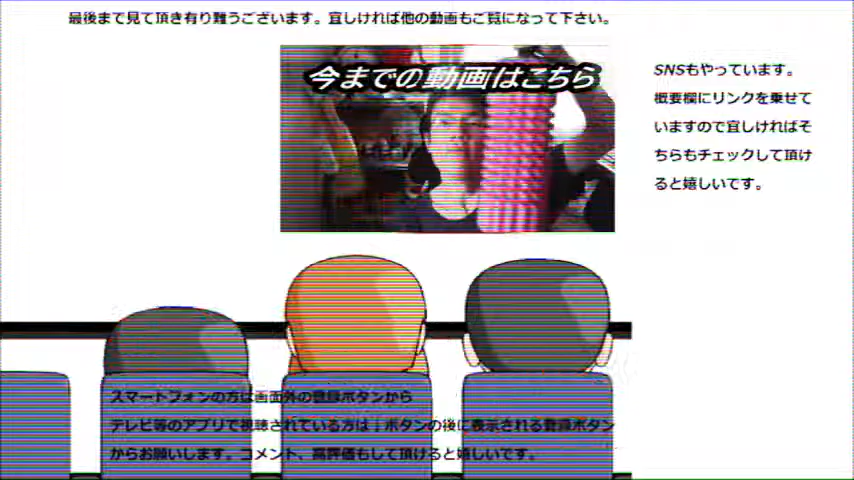 最後まで見て頂き有り難うございます。宜しければ他の動画もご覧になって下さい。
今までの動画はこちら
SNSもやっています。
概要欄にリンクを乗せて
いますので宜しければそ
ちらもチェックして頂け
ると嬉しいです。
スマートフォンの方は画面外の登録ボタンから
テレビ等のアプリで視聴されている方は↓ボタンの後に表示される登録ボタン
からお願いします。コメント、高評価もして頂けると嬉しいです。